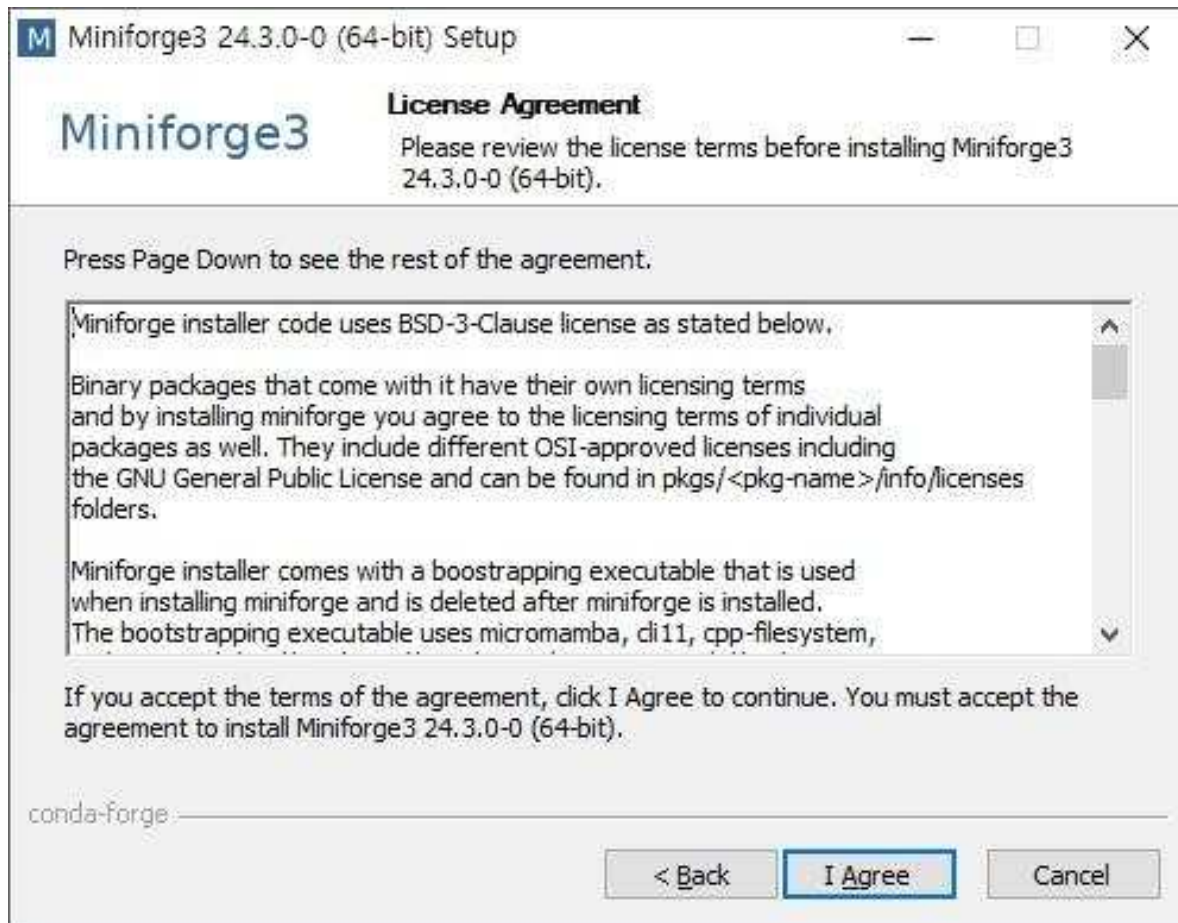 M Miniforge3 24.3.0-0 (64-bit) Setup
Miniforge3
License Agreement
Please review the license terms before installing Miniforge3
24.3.0-0 (64-bit).
Press Page Down to see the rest of the agreement.
Miniforge installer code uses BSD-3-Clause license as stated below.
Binary packages that come with it have their own licensing terms
and by installing miniforge you agree to the licensing terms of individual
packages as well. They include different OSI-approved licenses including
the GNU General Public License and can be found in pkgs/<pkg-name>/info/licenses
folders.
Miniforge installer comes with a boostrapping executable that is used
when installing miniforge and is deleted after miniforge is installed.
The bootstrapping executable uses micromamba, cli11, cpp-filesystem,
If you accept the terms of the agreement, click I Agree to continue. You must accept the
agreement to install Miniforge3 24.3.0-0 (64-bit).
conda-forge
< Back
I Agree
Cancel